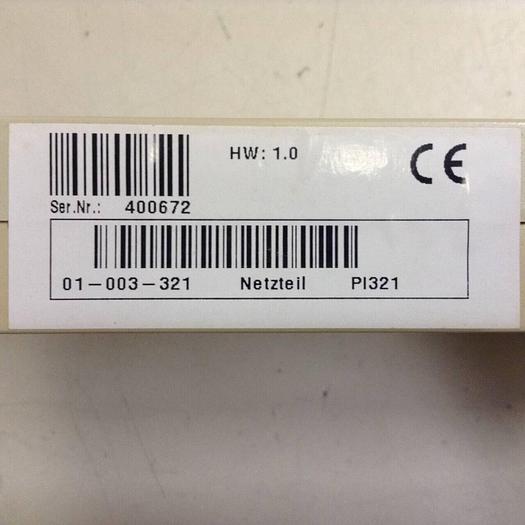 HW: 1.0
CE
Ser.Nr.: 400672
01-003-321 Netzteil PI321